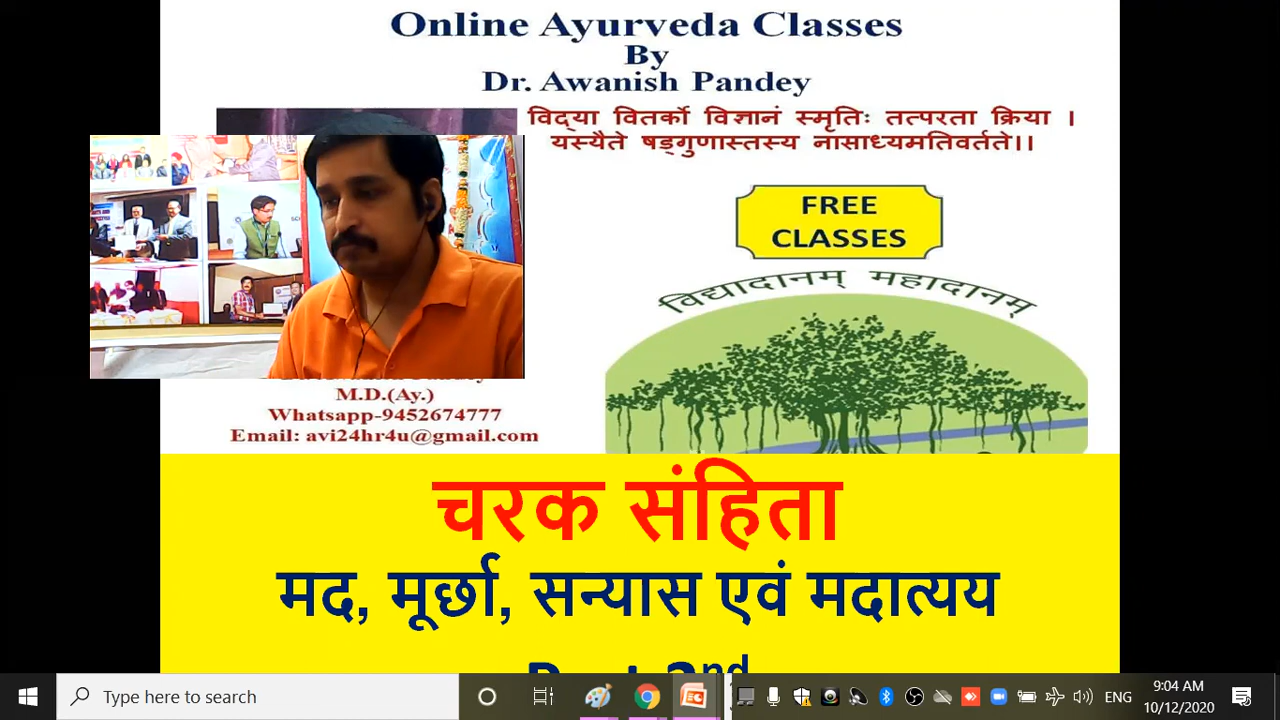 Online Ayurveda Classes
By
Dr. Awanish Pandey
विद्या वितर्को विज्ञानं स्मृतिः तत्परता क्रिया ।
यस्यैते षड्गुणास्तस्य नासाध्यमतिवर्तते।।
FREE
CLASSES
विद्यादानम् महादानम्
M.D.(Ay.)
Whatsapp-9452674777
Email: avi24hr4u@gmail.com
चरक संहिता
मद, मूर्छा, सन्यास एवं मदात्यय
Type here to search
ENG
9:04 AM
10/12/2020